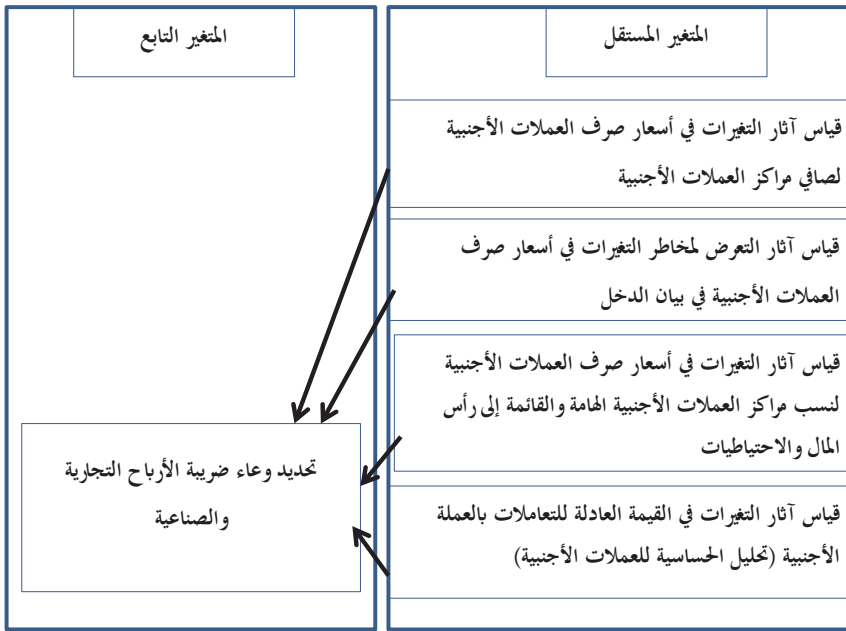 المتغير المستقل
قياس آثار التغيرات في أسعار صرف العملات الأجنبية
لصافي مراكز العملات الأجنبية
قياس آثار التعرض لمخاطر التغيرات في أسعار صرف
العملات الأجنبية في بيان الدخل
قياس آثار التغيرات في أسعار صرف العملات الأجنبية
لنسب مراكز العملات الأجنبية الهامة والقائمة إلى رأس
المال والاحتياطيات
قياس آثار التغيرات في القيمة العادلة للتعاملات بالعملة
الأجنبية (تحليل الحساسية للعملات الأجنبية)
المتغير التابع
تحديد وعاء ضريبة الأرباح التجارية
والصناعية